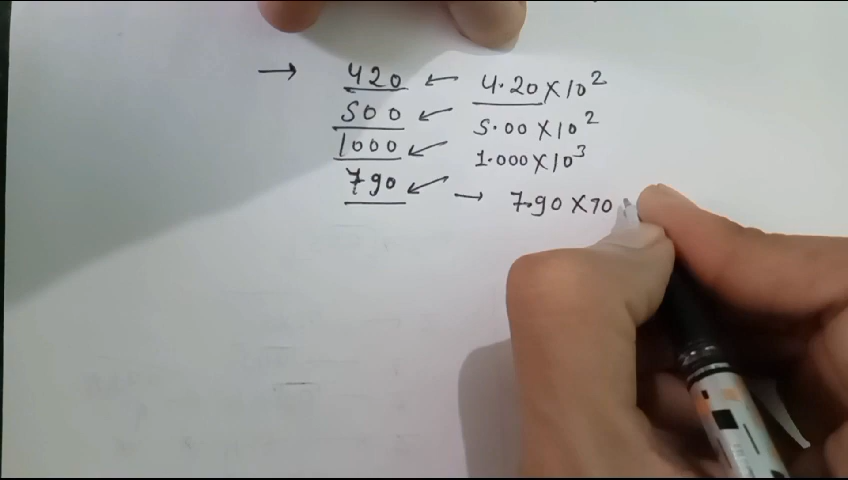 → 420 ← 4.20 × 10²
500 ← 5.00 × 10²
1000 ← 1.000 × 10³
790 ← → 7.90 × 10